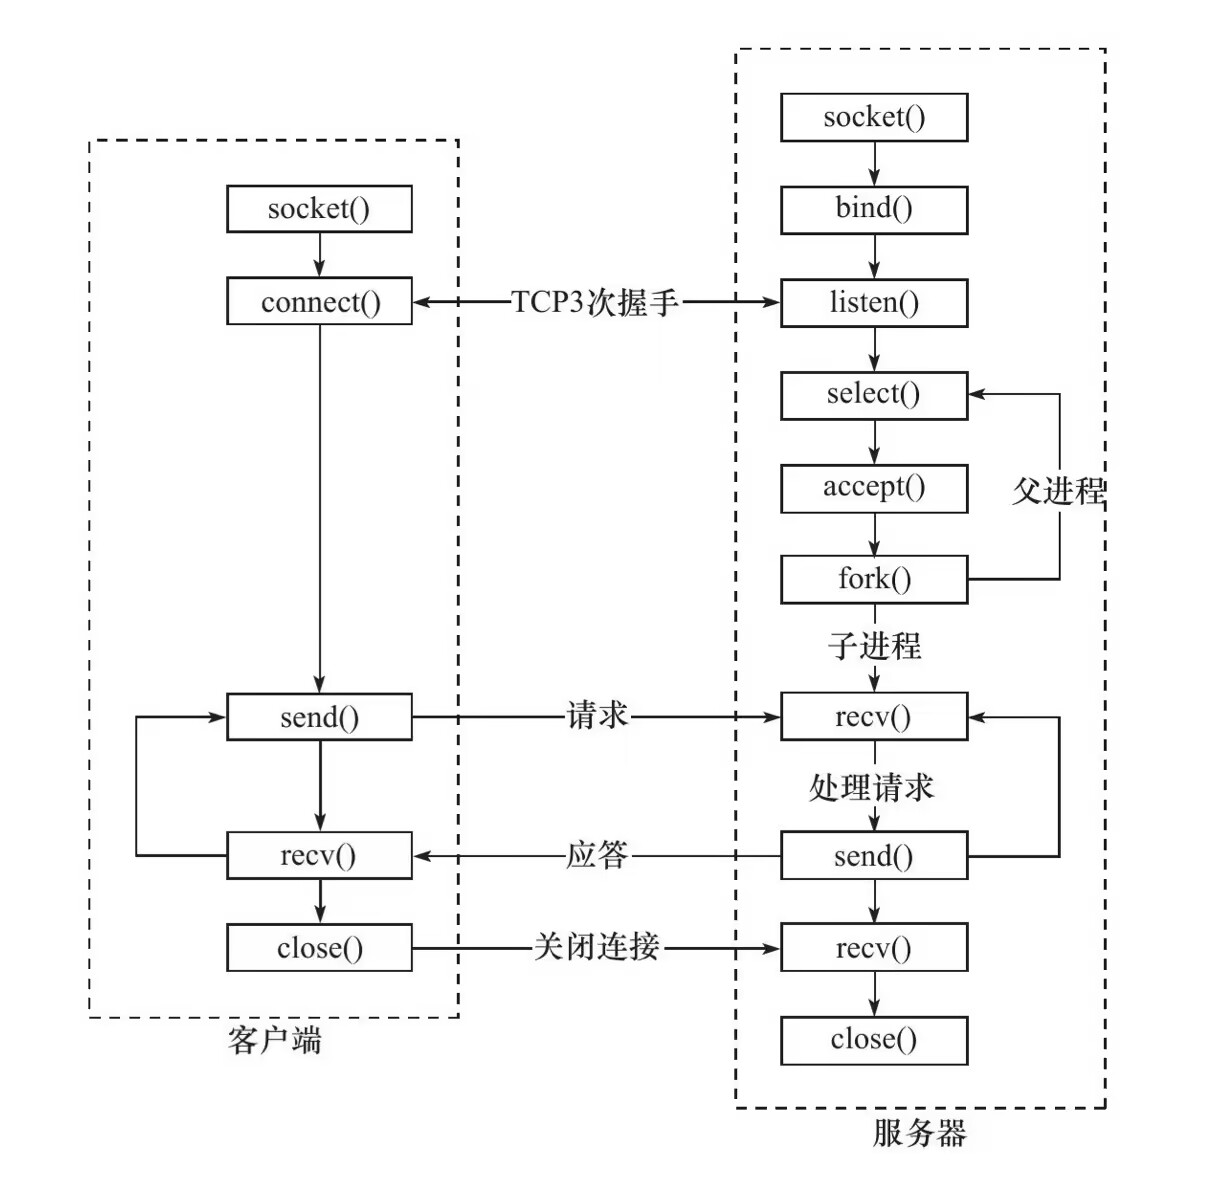 socket()
connect()
send()
recv()
close()
客户端
TCP3次握手
请求
应答
关闭连接
socket()
bind()
listen()
select()
accept()
fork()
父进程
子进程
recv()
处理请求
send()
recv()
close()
服务器